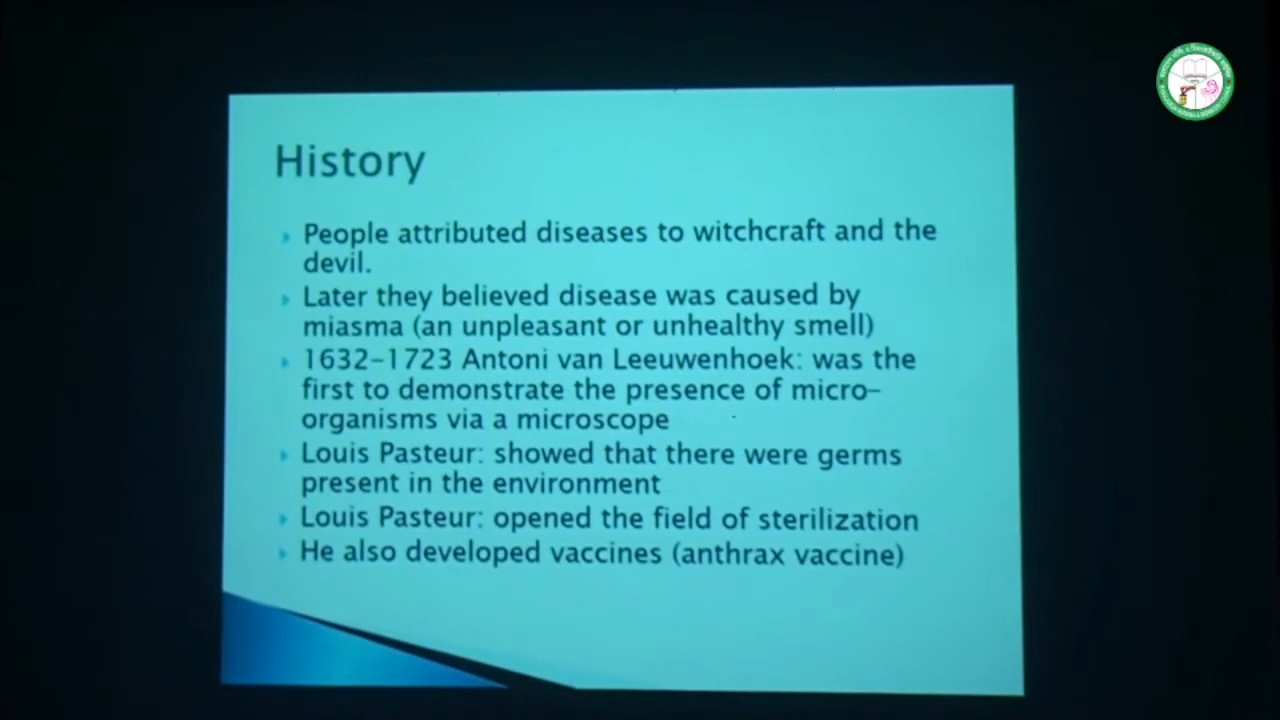 History
People attributed diseases to witchcraft and the
devil.
Later they believed disease was caused by
miasma (an unpleasant or unhealthy smell)
1632-1723 Antoni van Leeuwenhoek: was the
first to demonstrate the presence of micro-
organisms via a microscope
Louis Pasteur: showed that there were germs
present in the environment
Louis Pasteur: opened the field of sterilization
He also developed vaccines (anthrax vaccine)